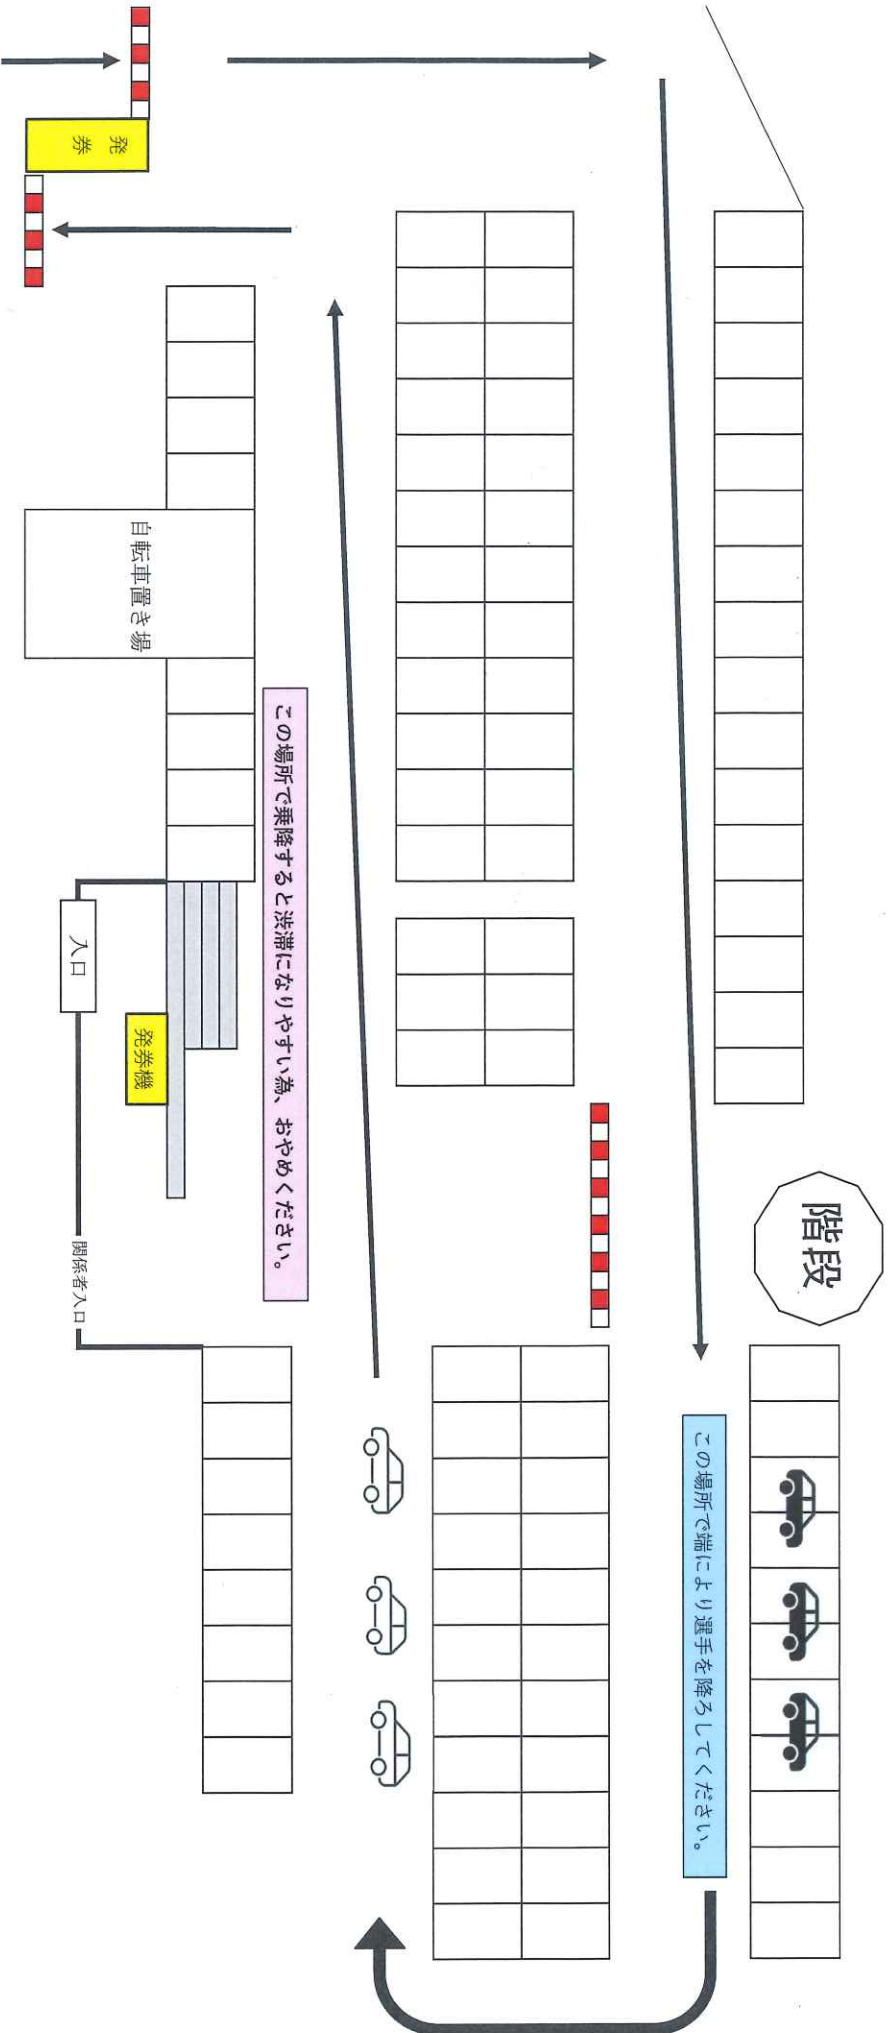 階段
この場所で端により選手を降ろしてください。
この場所で乗降すると渋滞になりやすい為、おやめください。
発券
自転車置き場
入口
発券機
関係者入口